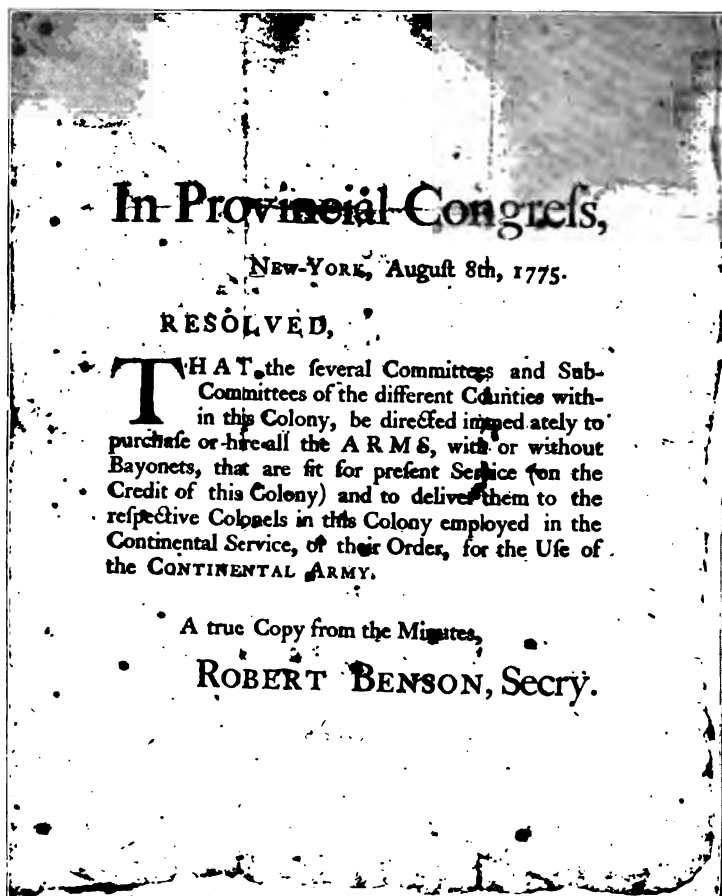 In Provincial Congreſs,
New-York, Auguſt 8th, 1775.
RESOLVED,
THAT the ſeveral Committees and Sub-
Committees of the different Counties with-
in this Colony, be directed immed ately to
purchaſe or hire all the ARMS, with or without
Bayonets, that are fit for preſent Service (on the
Credit of this Colony) and to deliver them to the
reſpective Colonels in this Colony employed in the
Continental Service, or their Order, for the Uſe of
the CONTINENTAL ARMY.
A true Copy from the Minutes,
ROBERT BENSON, Secry.